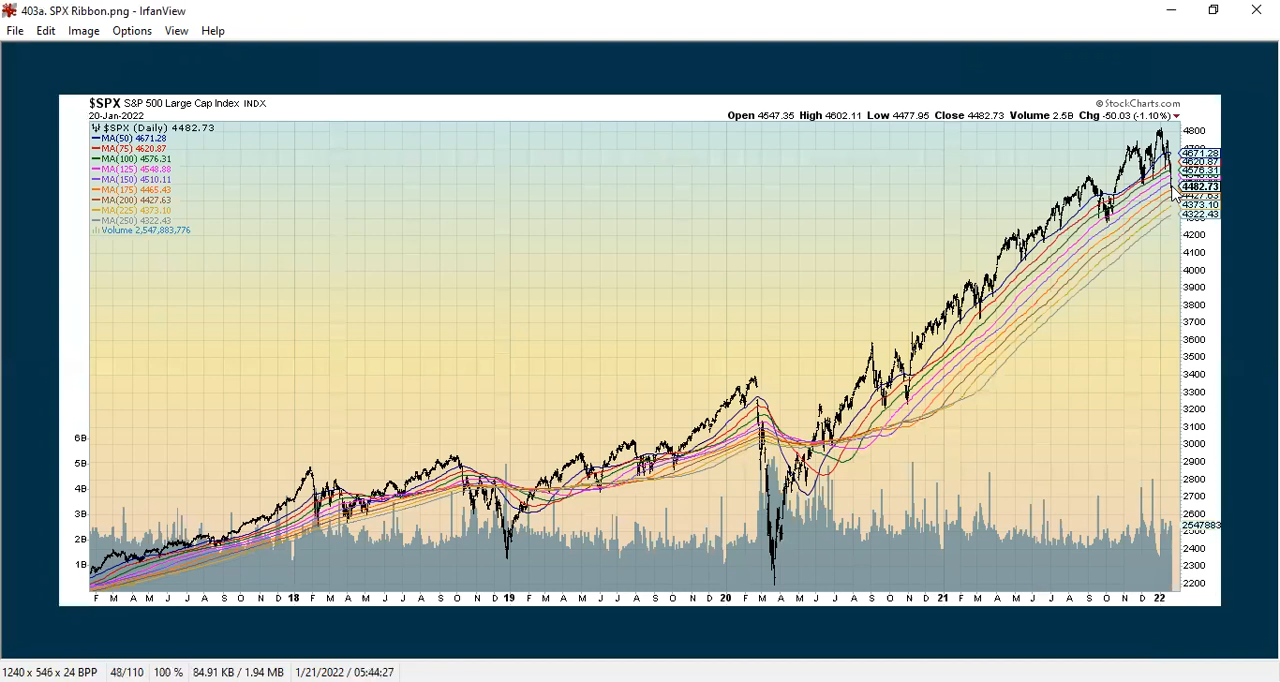 403a. SPX Ribbon.png - IrfanView
File Edit Image Options View Help
$SPX S&P 500 Large Cap Index INDX
© StockCharts.com
20-Jan-2022
Open 4547.35 High 4602.11 Low 4477.95 Close 4482.73 Volume 2.5B Chg -50.03 (-1.10%)
$SPX (Daily) 4482.73
MA(50) 4671.28
MA(75) 4620.87
MA(100) 4576.31
MA(125) 4548.88
MA(150) 4510.11
MA(175) 4465.43
MA(200) 4427.63
MA(225) 4373.10
MA(250) 4322.43
Volume 2,547,883,776
4800
4671.28
4620.87
4576.31
4482.73
4427.63
4373.10
4322.43
4200
4100
4000
3900
3800
3700
3600
3500
3400
3300
3200
3100
3000
2900
2800
2700
2600
2547883
2400
2300
2200
6B
5B
4B
3B
2B
1B
F M A M J J A S O N D 18 F M A M J J A S O N D 19 F M A M J J A S O N D 20 F M A M J J A S O N D 21 F M A M J J A S O N D 22
1240 x 546 x 24 BPP 48/110 100 % 84.91 KB / 1.94 MB 1/21/2022 / 05:44:27